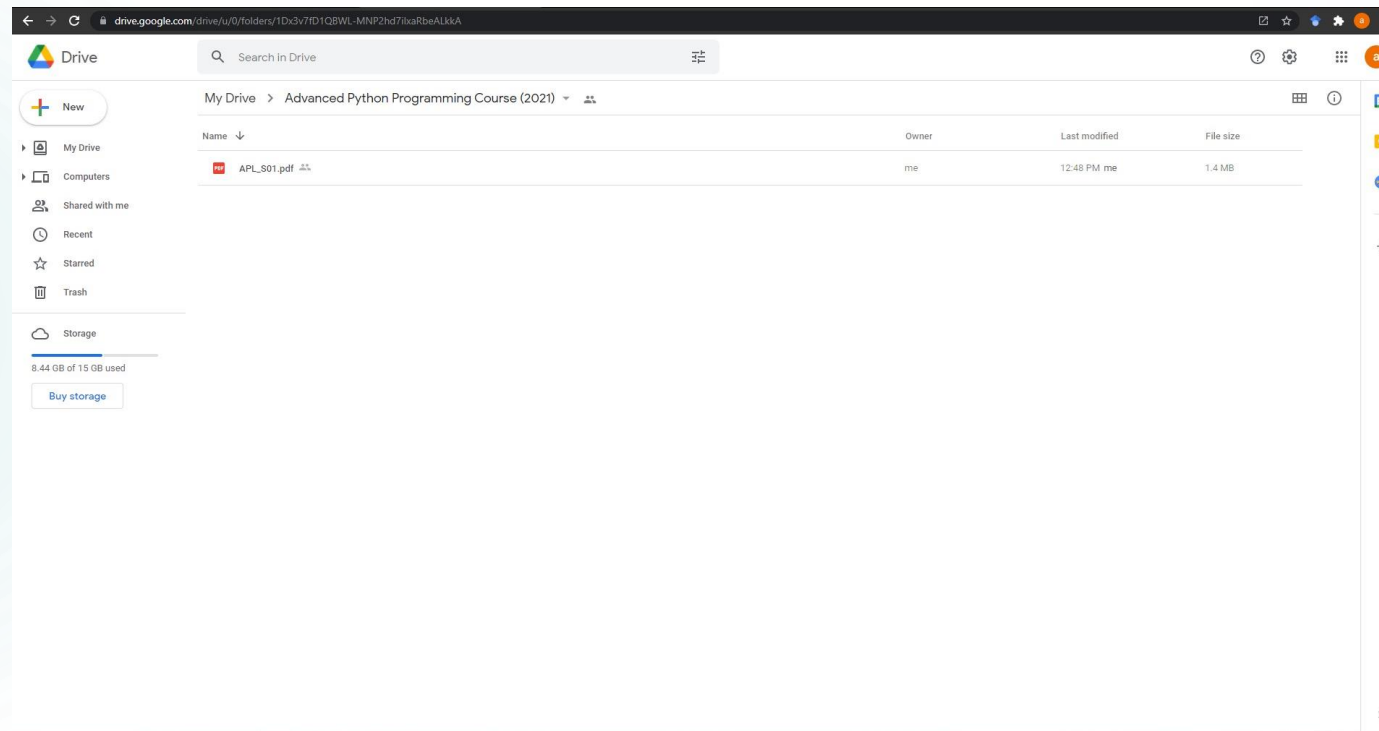 drive.google.com/drive/u/0/folders/1Dx3v7fD1QBWL-MNP2hd7ilxaRbeALkkA
Drive
Search in Drive
New
My Drive > Advanced Python Programming Course (2021)
Name Owner Last modified File size
APL_S01.pdf me 12:48 PM me 1.4 MB
My Drive
Computers
Shared with me
Recent
Starred
Trash
Storage
8.44 GB of 15 GB used
Buy storage